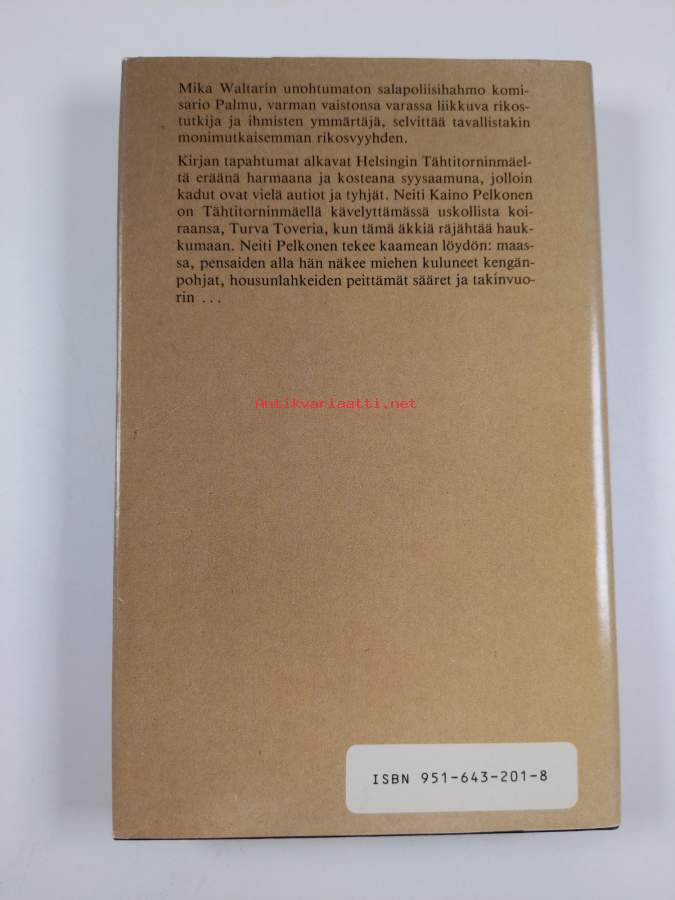 Mika Waltarin unohtumaton salapoliisihahmo komi-
sario Palmu, varman vaistonsa varassa liikkuva rikos-
tutkija ja ihmisten ymmärtäjä, selvittää tavallistakin
monimutkaisemman rikosvyyhden.
Kirjan tapahtumat alkavat Helsingin Tähtitorninmäel-
tä eräänä harmaana ja kosteana syysaamuna, jolloin
kadut ovat vielä autiot ja tyhjät. Neiti Kaino Pelkonen
on Tähtitorninmäellä kävelyttämässä uskollista koi-
raansa, Turva Toveria, kun tämä äkkiä räjähtää hauk-
kumaan. Neiti Pelkonen tekee kaamean löydön: maas-
sa, pensaiden alla hän näkee miehen kuluneet kengän-
pohjat, housunlahkeiden peittämät sääret ja takinvuo-
rin ...
Antikvariaatti.net
ISBN 951-643-201-8